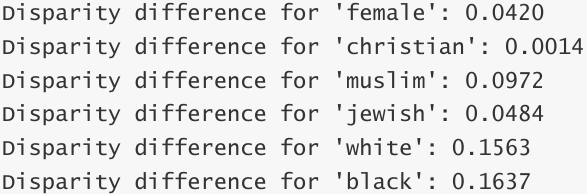 Disparity difference for 'female': 0.0420
Disparity difference for 'christian': 0.0014
Disparity difference for 'muslim': 0.0972
Disparity difference for 'jewish': 0.0484
Disparity difference for 'white': 0.1563
Disparity difference for 'black': 0.1637